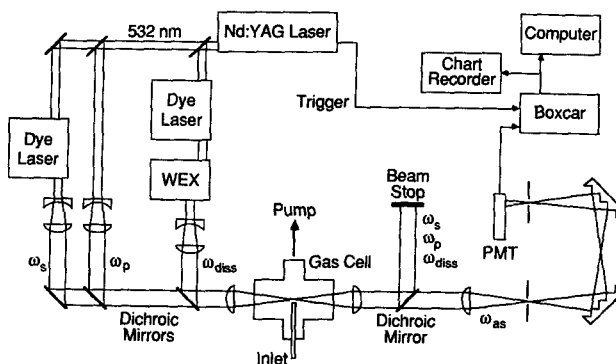 532 nm
Nd:YAG Laser
Computer
Chart
Recorder
Trigger
Boxcar
Dye
Laser
Dye
Laser
WEX
Beam
Stop
Pump
PMT
ωs
ωp
ωdiss
Gas Cell
ωs
ωp
ωdiss
Dichroic
Mirrors
Dichroic
Mirror
ωas
Inlet